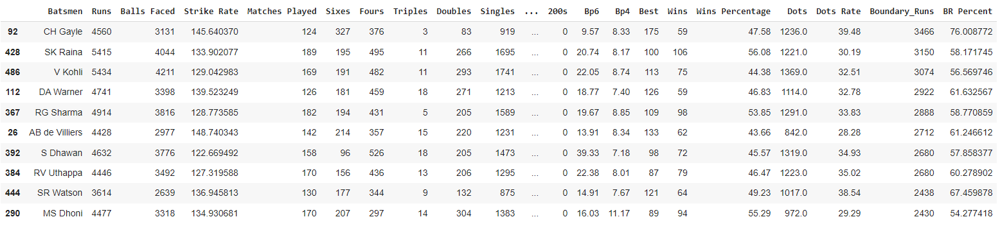 Batsmen Runs Balls Faced Strike Rate Matches Played Sixes Fours Triples Doubles Singles ... 200s Bp6 Bp4 Best Wins Wins Percentage Dots Dots Rate Boundary_Runs BR Percent
92 CH Gayle 4560 3131 145.640370 124 327 376 3 83 919 ... 0 9.57 8.33 175 59 47.58 1236.0 39.48 3466 76.008772
428 SK Raina 5415 4044 133.902077 189 195 495 11 266 1695 ... 0 20.74 8.17 100 106 56.08 1221.0 30.19 3150 58.171745
486 V Kohli 5434 4211 129.042983 169 191 482 11 293 1741 ... 0 22.05 8.74 113 75 44.38 1369.0 32.51 3074 56.569746
112 DA Warner 4741 3398 139.523249 126 181 459 18 271 1213 ... 0 18.77 7.40 126 59 46.83 1114.0 32.78 2922 61.632567
367 RG Sharma 4914 3816 128.773585 182 194 431 5 205 1589 ... 0 19.67 8.85 109 98 53.85 1291.0 33.83 2888 58.770859
26 AB de Villiers 4428 2977 148.740343 142 214 357 15 220 1231 ... 0 13.91 8.34 133 62 43.66 842.0 28.28 2712 61.246612
392 S Dhawan 4632 3776 122.669492 158 96 526 18 205 1473 ... 0 39.33 7.18 98 72 45.57 1319.0 34.93 2680 57.858377
384 RV Uthappa 4446 3492 127.319588 170 156 436 13 206 1295 ... 0 22.38 8.01 87 79 46.47 1223.0 35.02 2680 60.278902
444 SR Watson 3614 2639 136.945813 130 177 344 9 132 875 ... 0 14.91 7.67 121 64 49.23 1017.0 38.54 2438 67.459878
290 MS Dhoni 4477 3318 134.930681 170 207 297 14 304 1383 ... 0 16.03 11.17 89 94 55.29 972.0 29.29 2430 54.277418